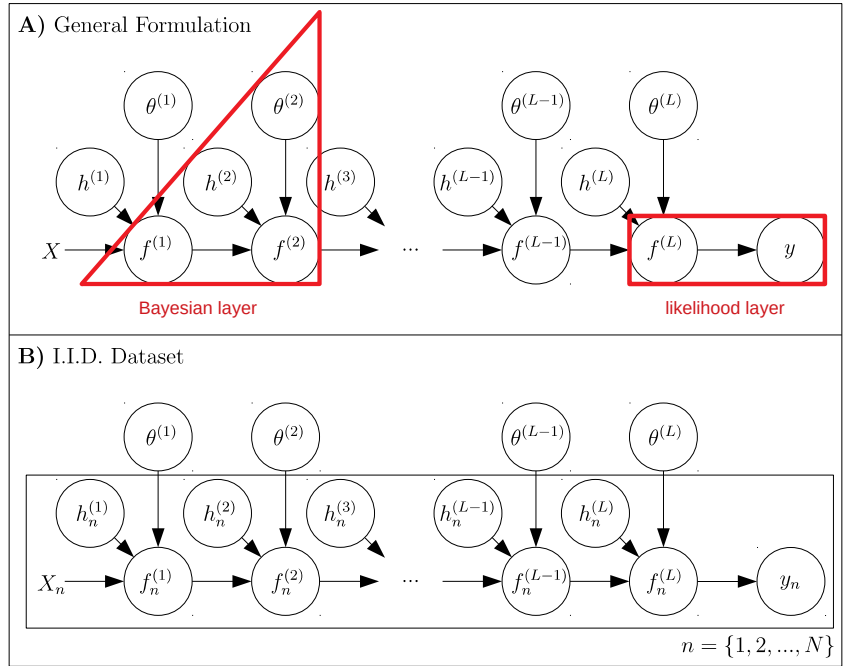 A) General Formulation
θ^(1) θ^(2) θ^(L−1) θ^(L)
h^(1) h^(2) h^(3) h^(L−1) h^(L)
X f^(1) f^(2) ... f^(L−1) f^(L) y
Bayesian layer likelihood layer
B) I.I.D. Dataset
θ^(1) θ^(2) θ^(L−1) θ^(L)
h_n^(1) h_n^(2) h_n^(3) h_n^(L−1) h_n^(L)
X_n f_n^(1) f_n^(2) ... f_n^(L−1) f_n^(L) y_n
n = {1, 2, ..., N}